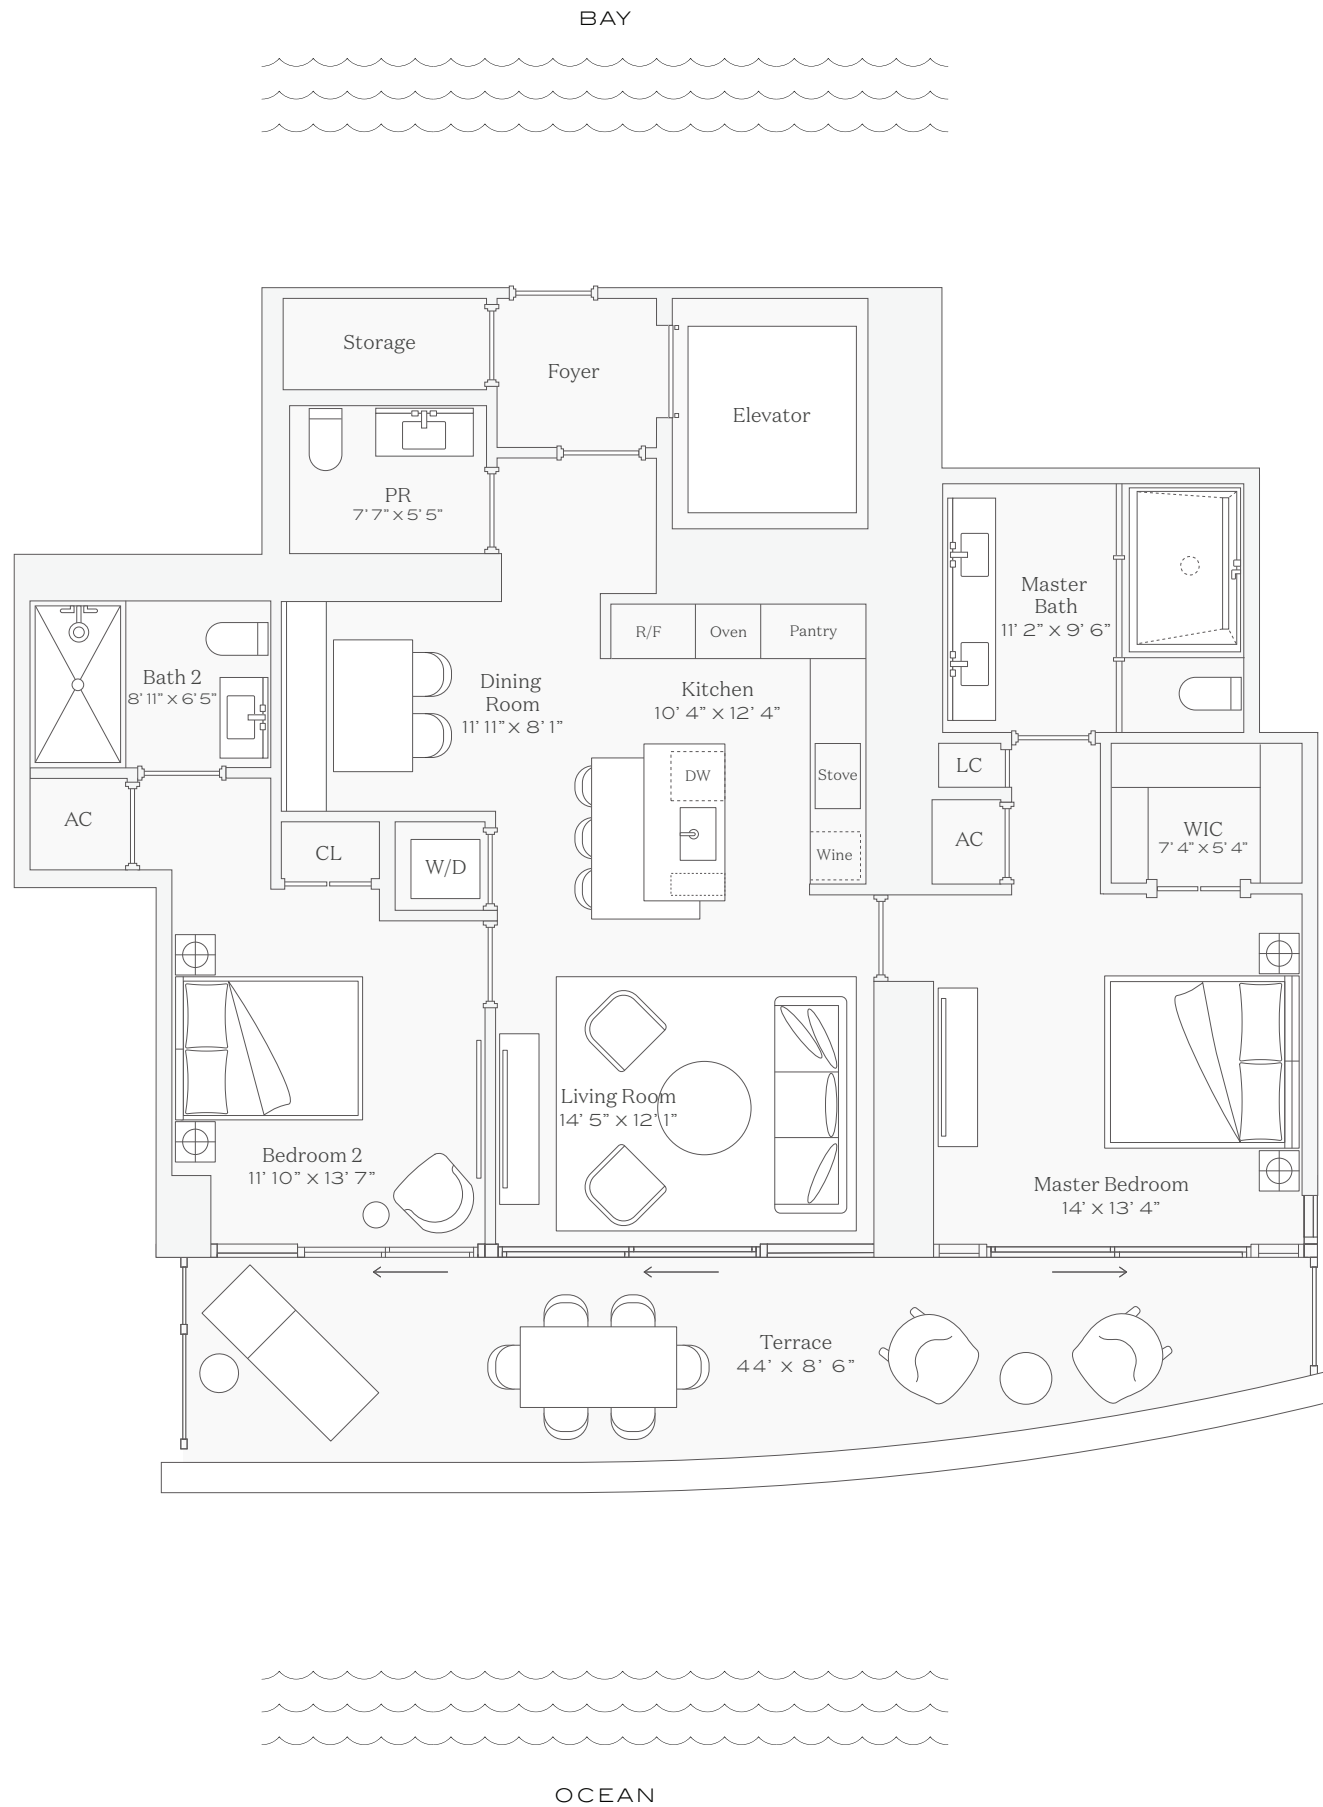 BAY
Storage
Foyer
Elevator
PR
7' 7" x 5' 5"
Master
Bath
11' 2" x 9' 6"
R/F
Oven
Pantry
Bath 2
8' 11" x 6' 5"
Dining
Room
11' 11" x 8' 1"
Kitchen
10' 4" x 12' 4"
DW
Stove
LC
AC
CL
W/D
Wine
AC
WIC
7' 4" x 5' 4"
Living Room
14' 5" x 12' 1"
Bedroom 2
11' 10" x 13' 7"
Master Bedroom
14' x 13' 4"
Terrace
44' x 8' 6"
OCEAN